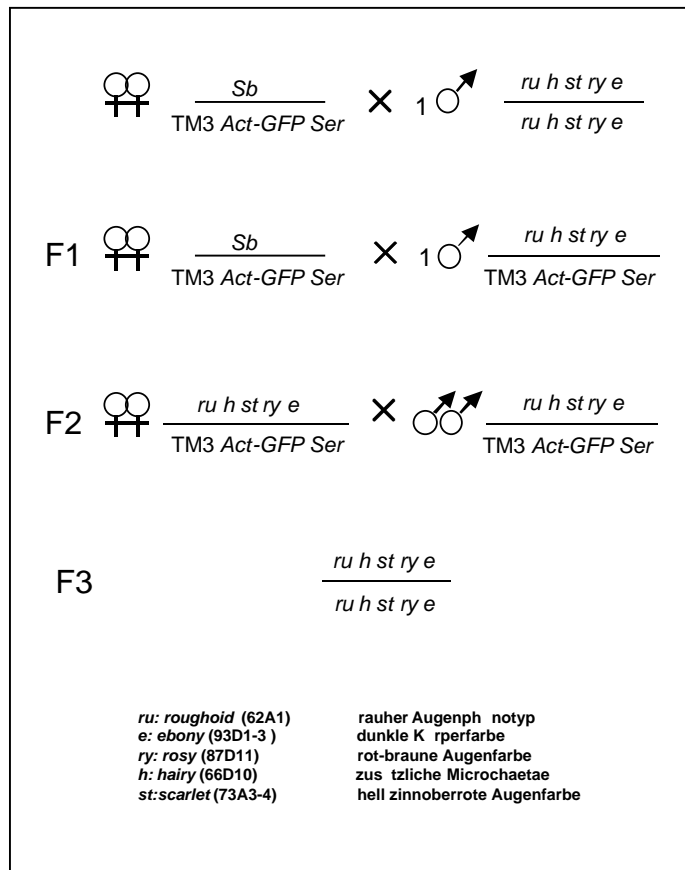 Sb ru h st ry e
× 1
TM3 Act-GFP Ser ru h st ry e
Sb ru h st ry e
F1 × 1
TM3 Act-GFP Ser TM3 Act-GFP Ser
ru h st ry e ru h st ry e
F2 ×
TM3 Act-GFP Ser TM3 Act-GFP Ser
ru h st ry e
F3
ru h st ry e
ru: roughoid (62A1) rauher Augenph notyp
e: ebony (93D1-3 ) dunkle K rperfarbe
ry: rosy (87D11) rot-braune Augenfarbe
h: hairy (66D10) zus tzliche Microchaetae
st:scarlet (73A3-4) hell zinnoberrote Augenfarbe